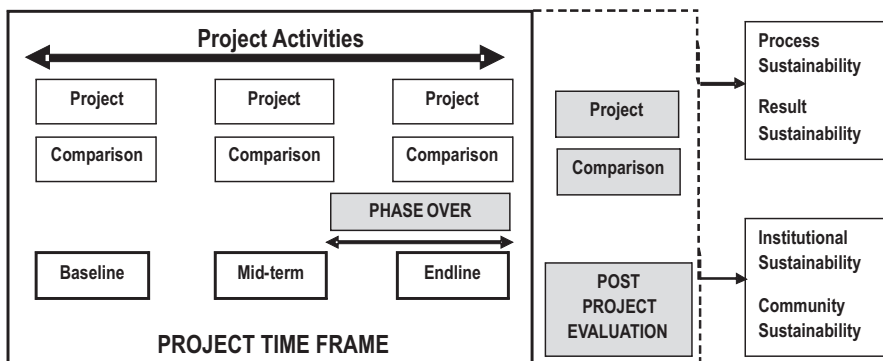 Project Activities
Project
Project
Project
Comparison
Comparison
Comparison
PHASE OVER
Baseline
Mid-term
Endline
PROJECT TIME FRAME
Project
Comparison
POST
PROJECT
EVALUATION
Process
Sustainability
Result
Sustainability
Institutional
Sustainability
Community
Sustainability